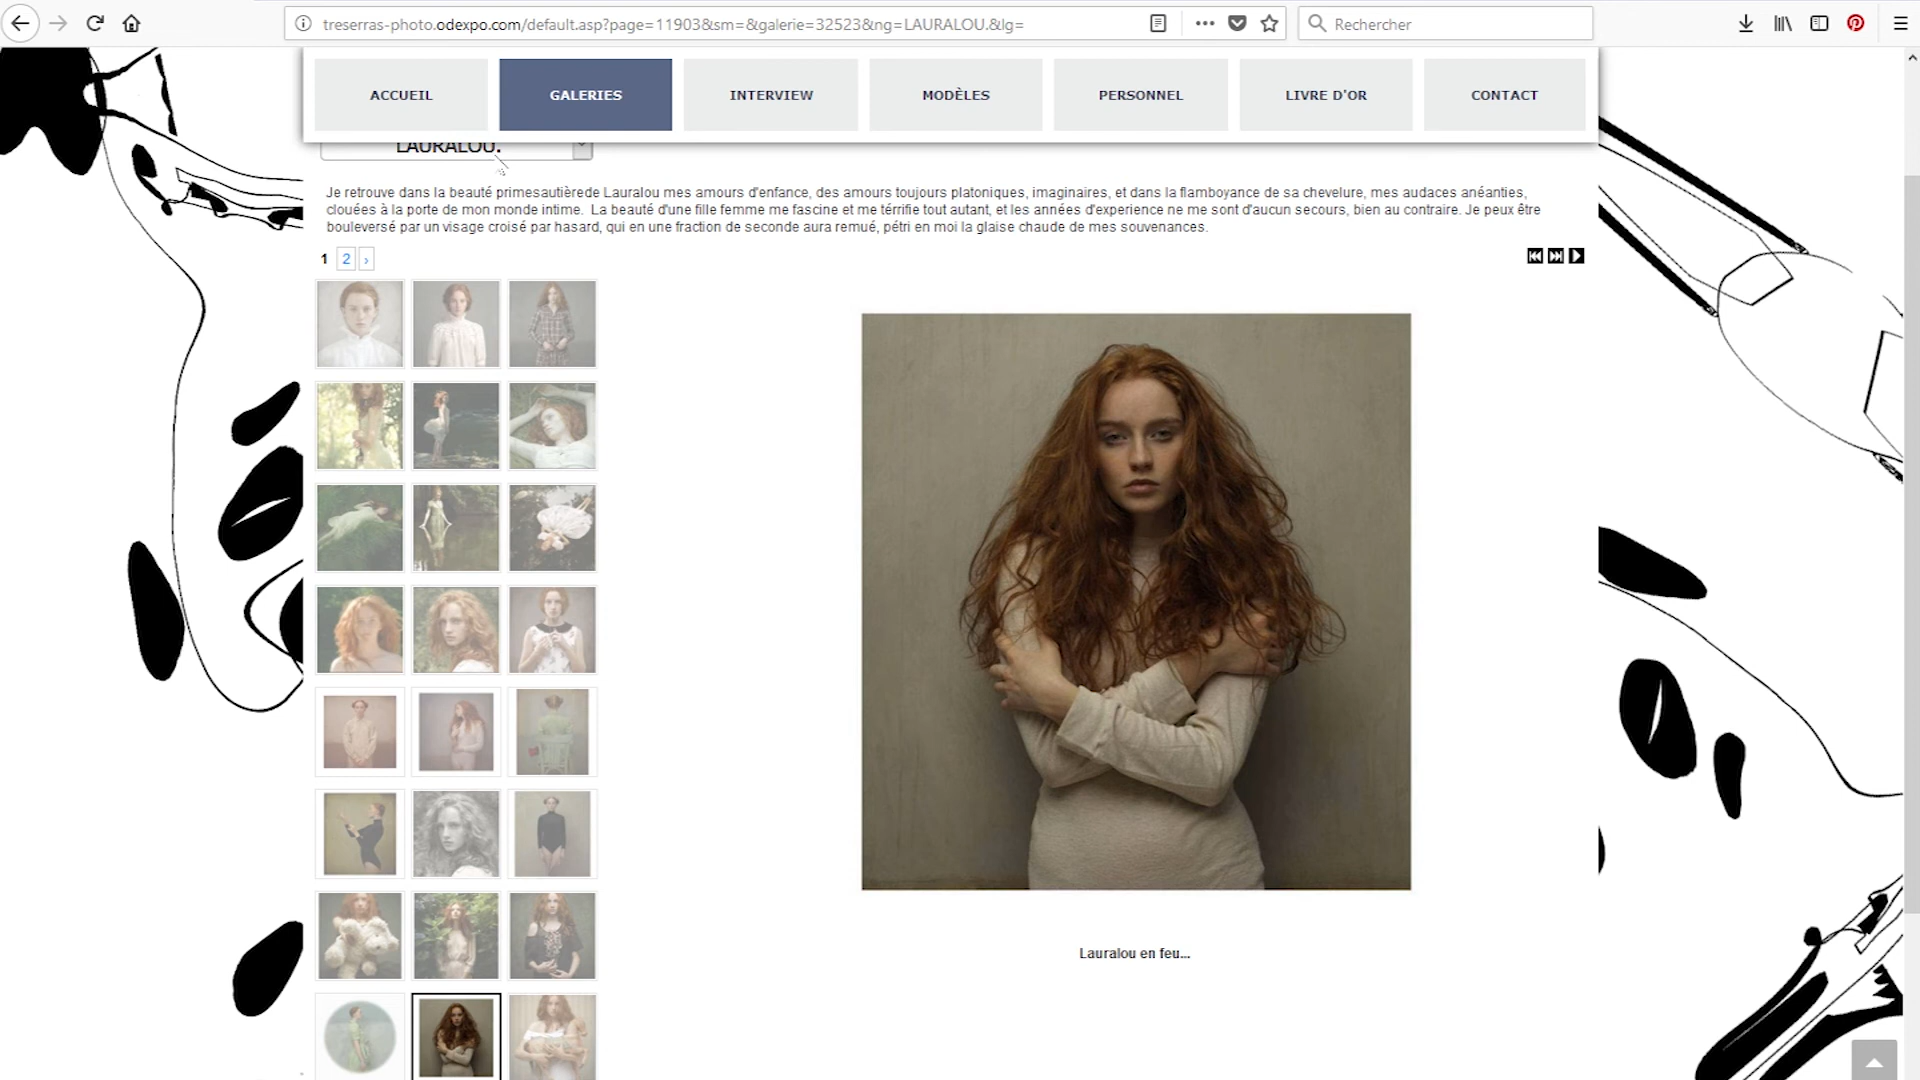 treserras-photo.odexpo.com/default.asp?page=11903&sm=&galerie=32523&ng=LAURALOU.&lg=
Rechercher
ACCUEIL
GALERIES
INTERVIEW
MODÈLES
PERSONNEL
LIVRE D'OR
CONTACT
LAURALOU.
Je retrouve dans la beauté primesautièrede Lauralou mes amours d'enfance, des amours toujours platoniques, imaginaires, et dans la flamboyance de sa chevelure, mes audaces anéanties,
clouées à la porte de mon monde intime. La beauté d'une fille femme me fascine et me térrifie tout autant, et les années d'experience ne me sont d'aucun secours, bien au contraire. Je peux être
bouleversé par un visage croisé par hasard, qui en une fraction de seconde aura remué, pétri en moi la glaise chaude de mes souvenances.
1 2 ›
Lauralou en feu...